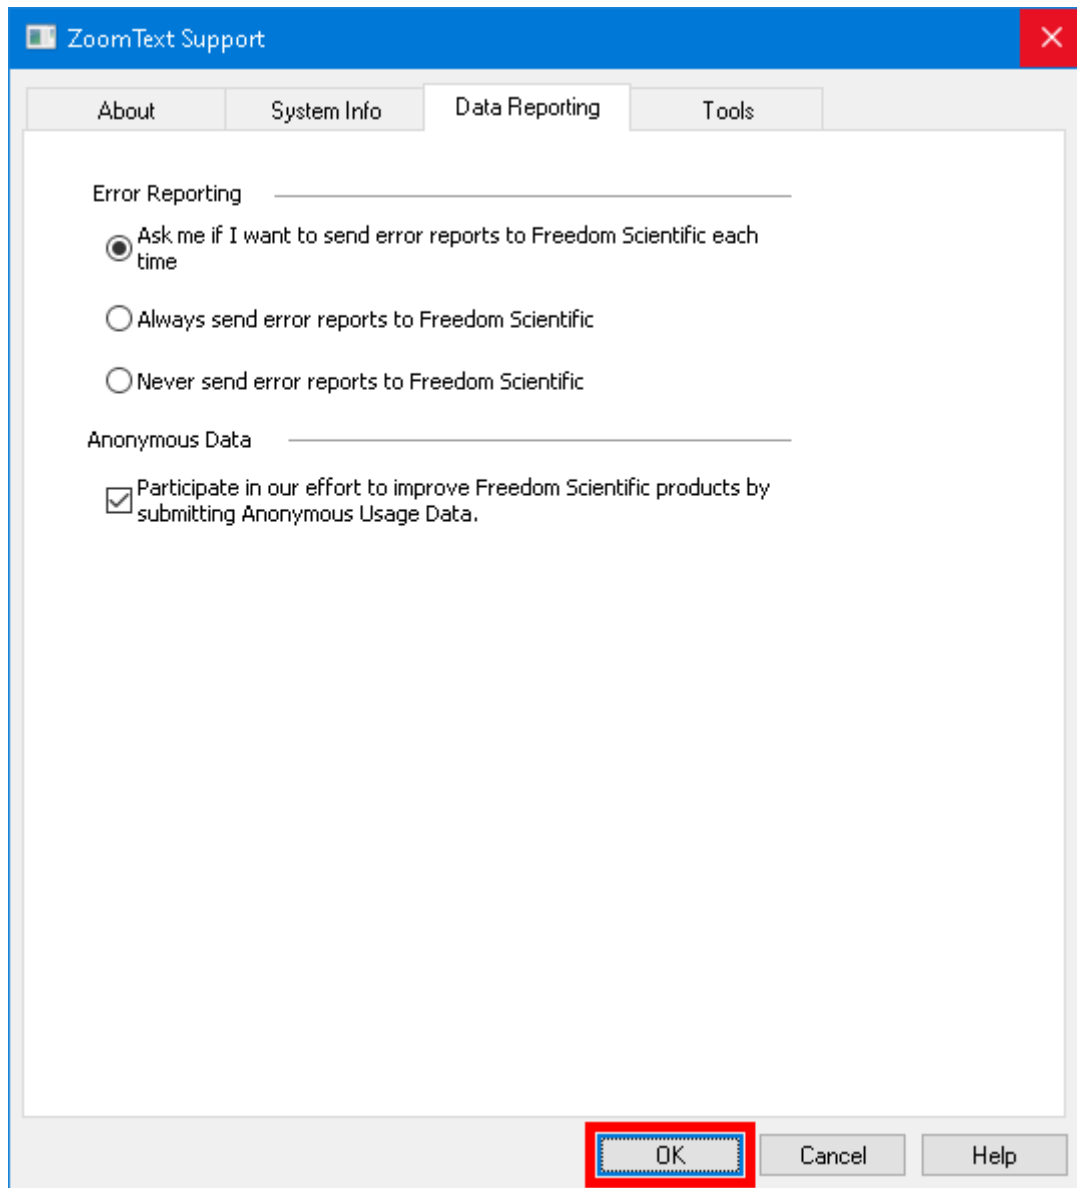 ZoomText Support
About System Info Data Reporting Tools
Error Reporting
Ask me if I want to send error reports to Freedom Scientific each
time
Always send error reports to Freedom Scientific
Never send error reports to Freedom Scientific
Anonymous Data
Participate in our effort to improve Freedom Scientific products by
submitting Anonymous Usage Data.
OK Cancel Help